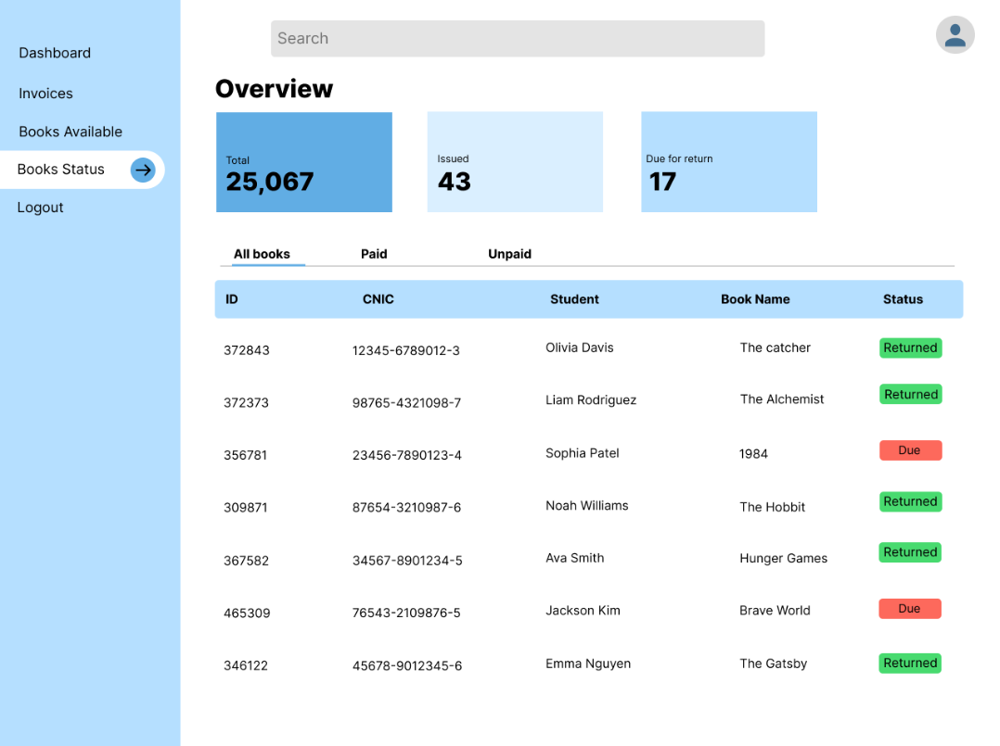 Dashboard
Invoices
Books Available
Books Status
Logout
Search
Overview
Total
25,067
Issued
43
Due for return
17
All books Paid Unpaid
ID CNIC Student Book Name Status
372843 12345-6789012-3 Olivia Davis The catcher Returned
372373 98765-4321098-7 Liam Rodriguez The Alchemist Returned
356781 23456-7890123-4 Sophia Patel 1984 Due
309871 87654-3210987-6 Noah Williams The Hobbit Returned
367582 34567-8901234-5 Ava Smith Hunger Games Returned
465309 76543-2109876-5 Jackson Kim Brave World Due
346122 45678-9012345-6 Emma Nguyen The Gatsby Returned